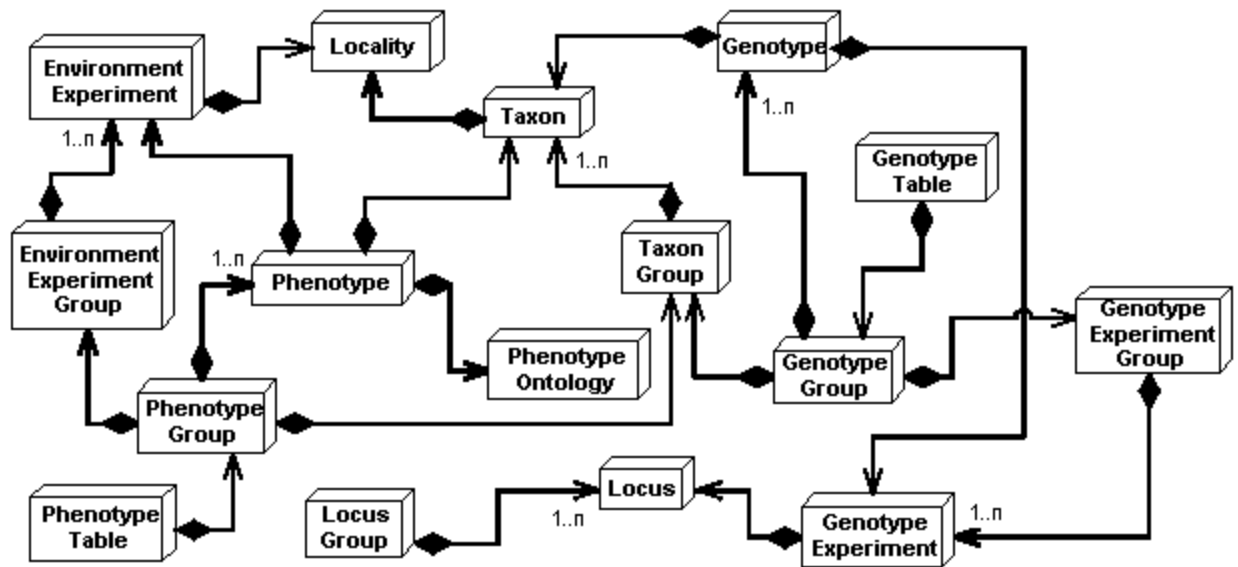 Environment
Experiment
Locality
Genotype
Taxon
1..n
1..n
1..n
Genotype
Table
Environment
Experiment
Group
1..n
Phenotype
Taxon
Group
Genotype
Experiment
Group
Phenotype
Ontology
Genotype
Group
Phenotype
Group
Phenotype
Table
Locus
Group
Locus
1..n
Genotype
Experiment
1..n